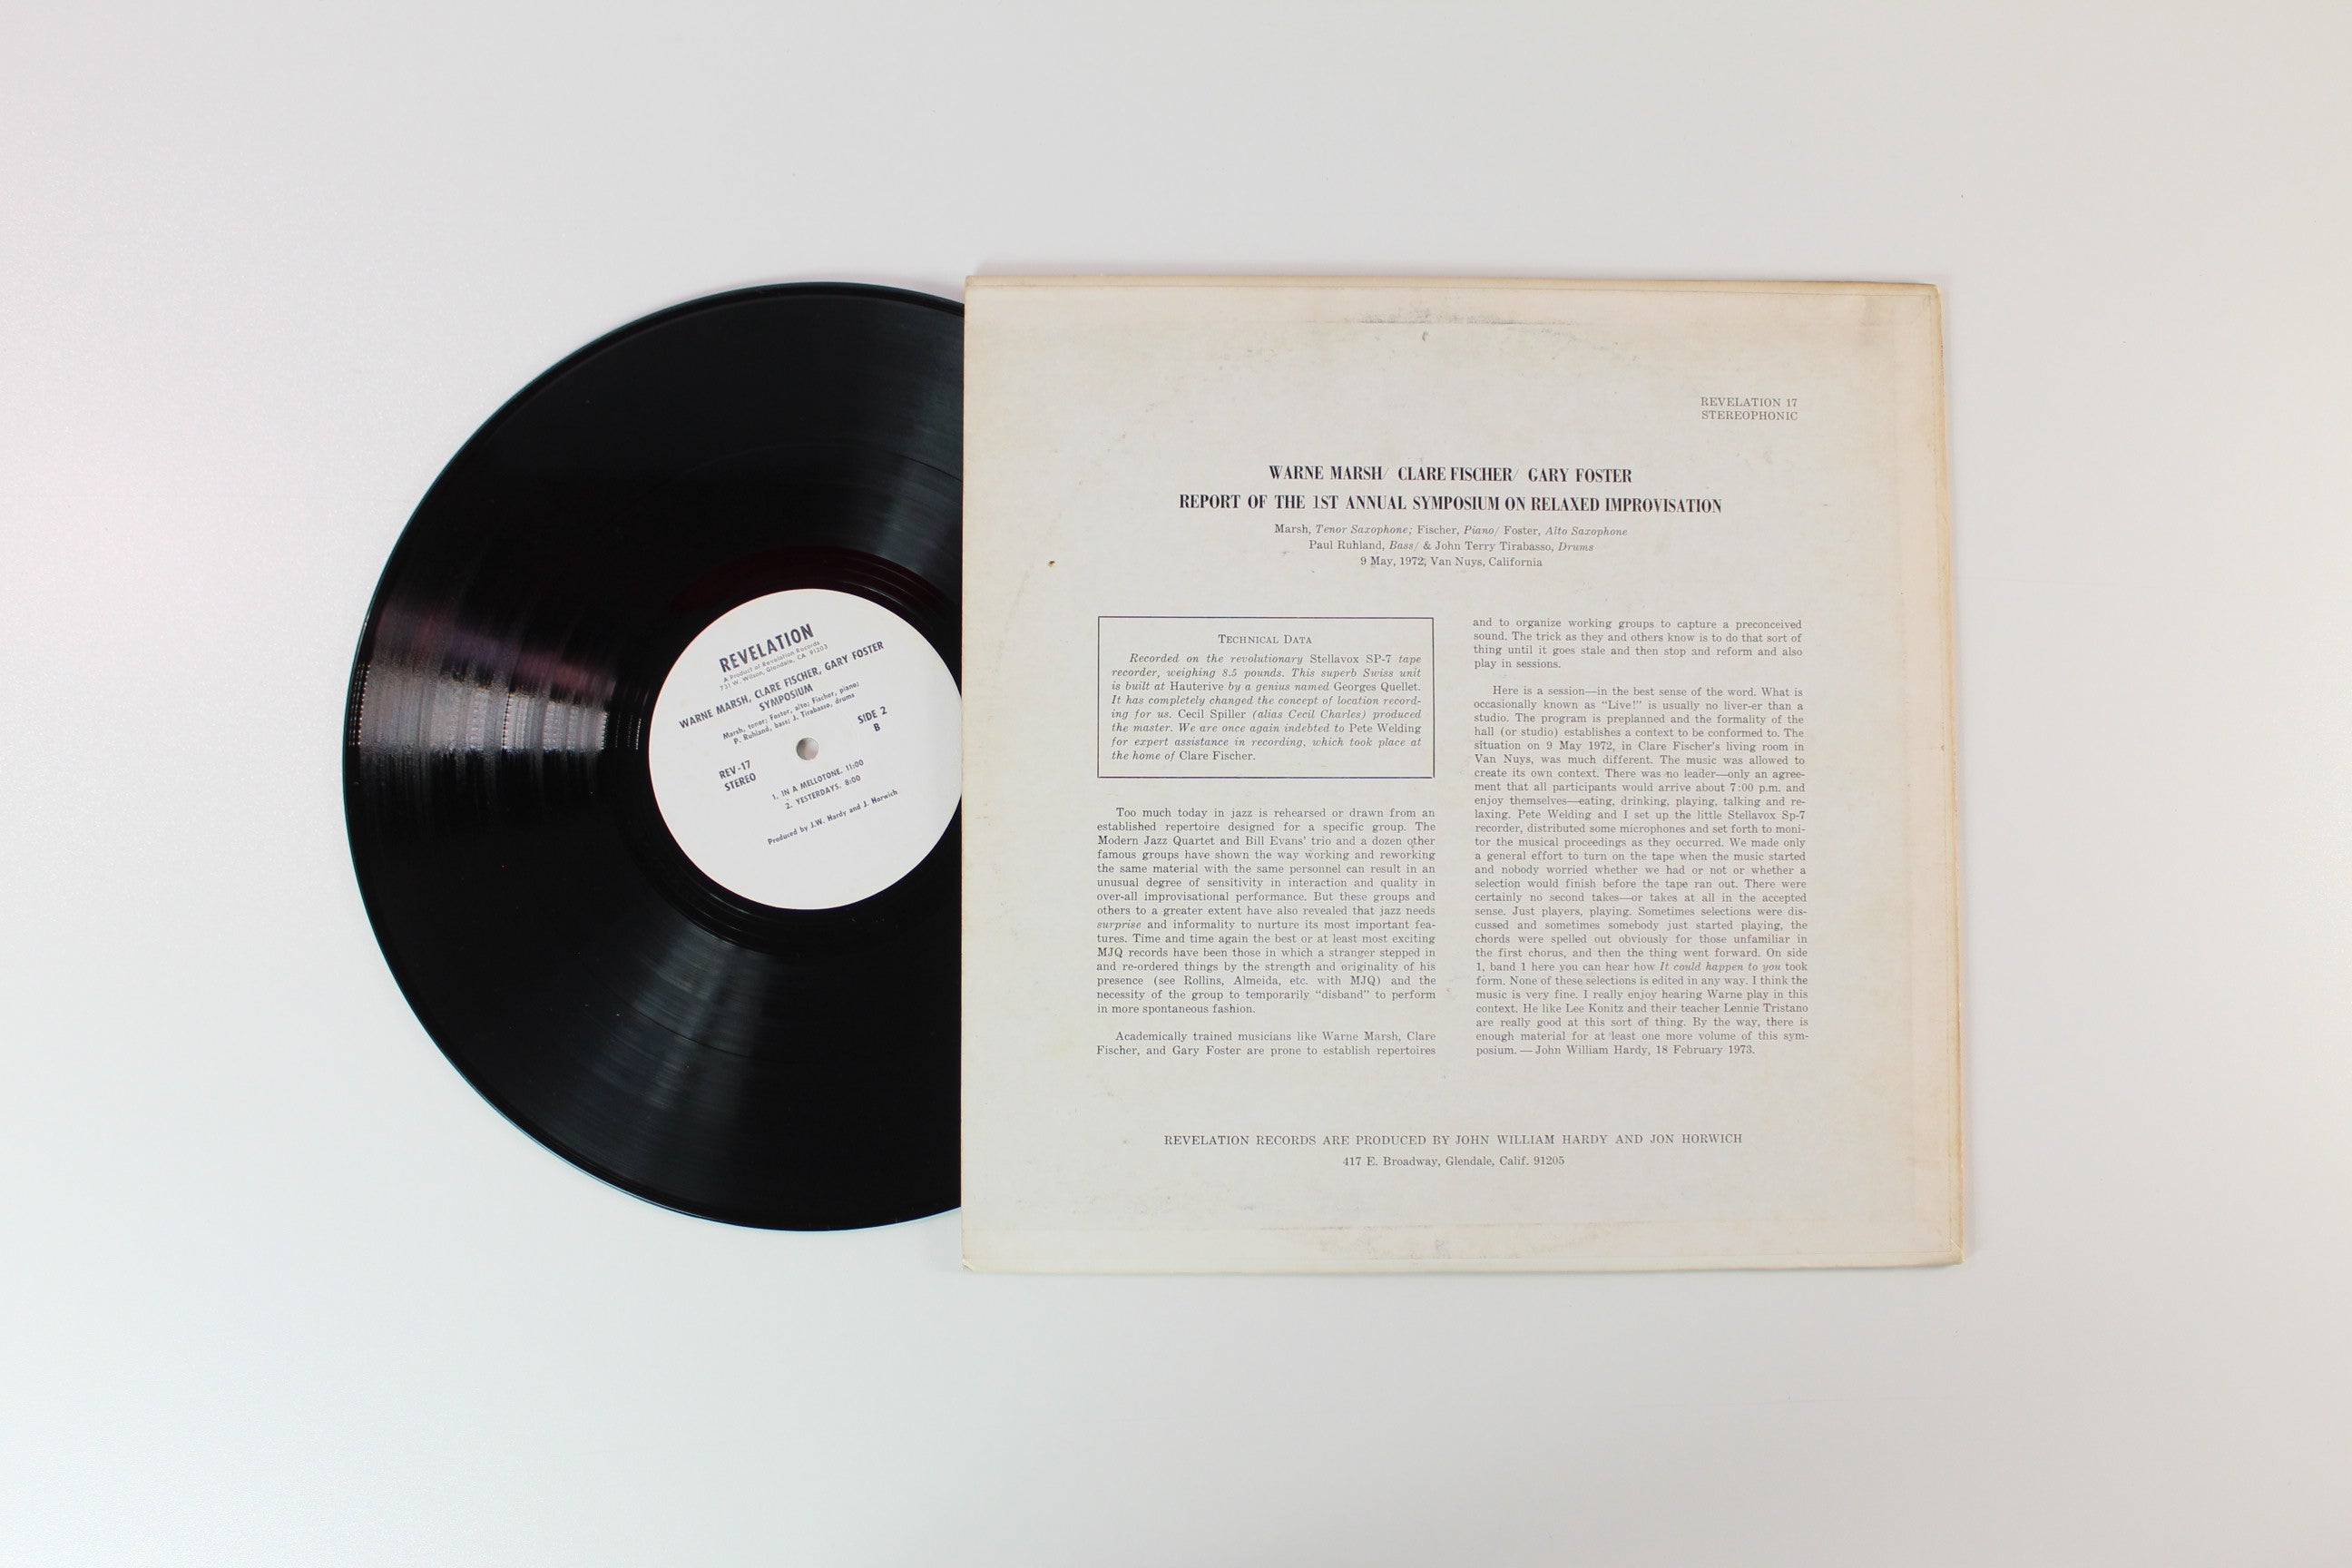 REVELATION
A Product of Revelation Records
731 W. Wilson, Glendale, CA. 91203
WARNE MARSH, CLARE FISCHER, GARY FOSTER
SYMPOSIUM
Marsh, tenor; Foster, alto; Fischer, piano;
P. Ruhland, bass; J. Tirabasso, drums
SIDE 2
B
REV-17
STEREO
1. IN A MELLOTONE. 11:00
2. YESTERDAYS. 8:00
Produced by J.W. Hardy and J. Horwich
REVELATION 17
STEREOPHONIC
WARNE MARSH/ CLARE FISCHER/ GARY FOSTER
REPORT OF THE 1ST ANNUAL SYMPOSIUM ON RELAXED IMPROVISATION
Marsh, Tenor Saxophone; Fischer, Piano/ Foster, Alto Saxophone
Paul Ruhland, Bass/ & John Terry Tirabasso, Drums
9 May, 1972, Van Nuys, California
TECHNICAL DATA
Recorded on the revolutionary Stellavox SP-7 tape
recorder, weighing 8.5 pounds. This superb Swiss unit
is built at Hauterive by a genius named Georges Quellet.
It has completely changed the concept of location record-
ing for us. Cecil Spiller (alias Cecil Charles) produced
the master. We are once again indebted to Pete Welding
for expert assistance in recording, which took place at
the home of Clare Fischer.
Too much today in jazz is rehearsed or drawn from an
established repertoire designed for a specific group. The
Modern Jazz Quartet and Bill Evans' trio and a dozen other
famous groups have shown the way working and reworking
the same material with the same personnel can result in an
unusual degree of sensitivity in interaction and quality in
over-all improvisational performance. But these groups and
others to a greater extent have also revealed that jazz needs
surprise and informality to nurture its most important fea-
tures. Time and time again the best or at least most exciting
MJQ records have been those in which a stranger stepped in
and re-ordered things by the strength and originality of his
presence (see Rollins, Almeida, etc. with MJQ) and the
necessity of the group to temporarily "disband" to perform
in more spontaneous fashion.
Academically trained musicians like Warne Marsh, Clare
Fischer, and Gary Foster are prone to establish repertoires
and to organize working groups to capture a preconceived
sound. The trick as they and others know is to do that sort of
thing until it goes stale and then stop and reform and also
play in sessions.
Here is a session—in the best sense of the word. What is
occasionally known as "Live!" is usually no liver-er than a
studio. The program is preplanned and the formality of the
hall (or studio) establishes a context to be conformed to. The
situation on 9 May 1972, in Clare Fischer's living room in
Van Nuys, was much different. The music was allowed to
create its own context. There was no leader—only an agree-
ment that all participants would arrive about 7:00 p.m. and
enjoy themselves—eating, drinking, playing, talking and re-
laxing. Pete Welding and I set up the little Stellavox Sp-7
recorder, distributed some microphones and set forth to moni-
tor the musical proceedings as they occurred. We made only
a general effort to turn on the tape when the music started
and nobody worried whether we had or not or whether a
selection would finish before the tape ran out. There were
certainly no second takes—or takes at all in the accepted
sense. Just players, playing. Sometimes selections were dis-
cussed and sometimes somebody just started playing, the
chords were spelled out obviously for those unfamiliar in
the first chorus, and then the thing went forward. On side
1, band 1 here you can hear how It could happen to you took
form. None of these selections is edited in any way. I think the
music is very fine. I really enjoy hearing Warne play in this
context. He like Lee Konitz and their teacher Lennie Tristano
are really good at this sort of thing. By the way, there is
enough material for at least one more volume of this sym-
posium. — John William Hardy, 18 February 1973.
REVELATION RECORDS ARE PRODUCED BY JOHN WILLIAM HARDY AND JON HORWICH
417 E. Broadway, Glendale, Calif. 91205